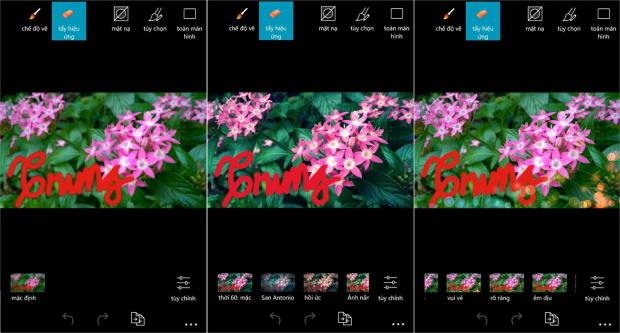 chế độ vẽ
tẩy hiệu ứng
mặt nạ
tùy chọn
toàn màn hình
Trung
mặc định
tùy chỉnh
chế độ vẽ
tẩy hiệu ứng
mặt nạ
tùy chọn
toàn màn hình
Trung
thời 60: mặc
San Antonio
hồi ức
Ánh nắn
tùy chỉnh
chế độ vẽ
tẩy hiệu ứng
mặt nạ
tùy chọn
toàn màn hình
Trung
vui vẻ
rõ ràng
êm dịu
tùy chỉnh